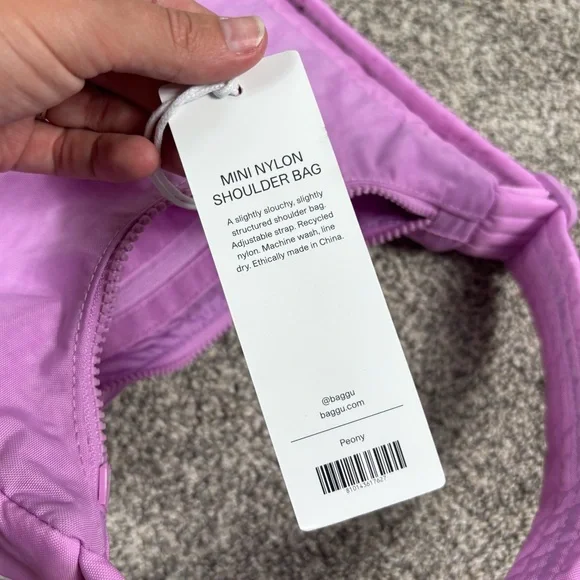 MINI NYLON
SHOULDER BAG
A slightly slouchy, slightly
structured shoulder bag.
Adjustable strap. Recycled
nylon. Machine wash, line
dry. Ethically made in China.
@baggu
baggu.com
Peony
910143617627